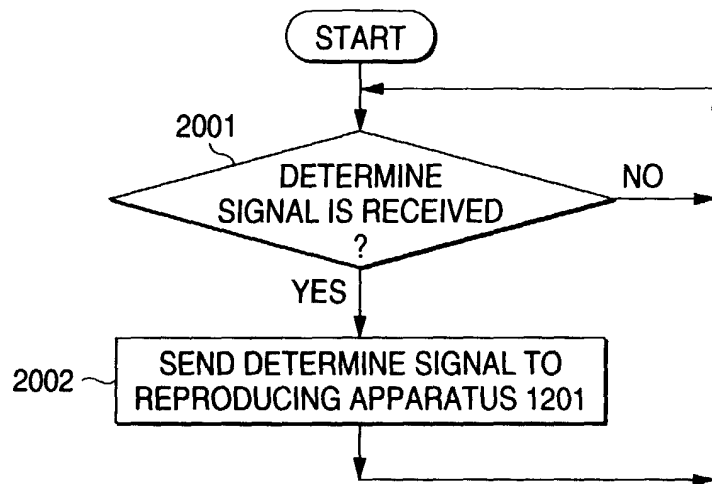 START
2001
DETERMINE
SIGNAL IS RECEIVED
?
NO
YES
2002
SEND DETERMINE SIGNAL TO
REPRODUCING APPARATUS 1201